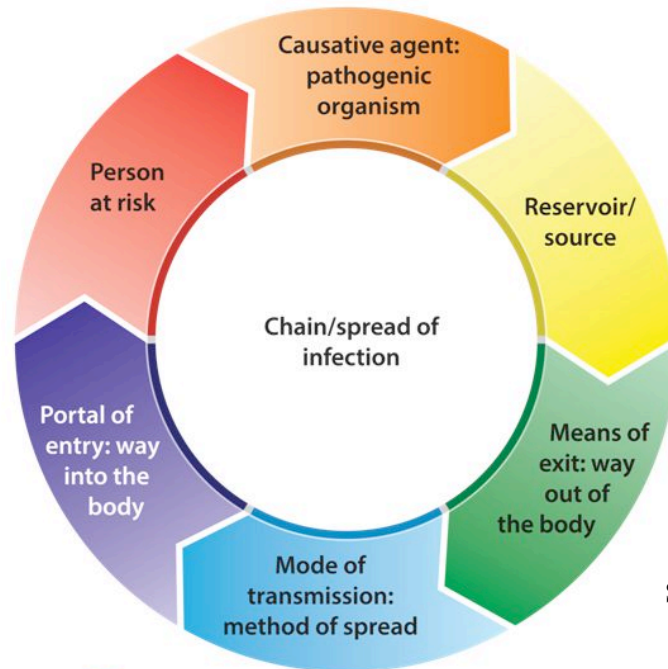 Causative agent:
pathogenic
organism
Reservoir/
source
Means of
exit: way
out of
the body
Mode of
transmission:
method of spread
Portal of
entry: way
into the
body
Person
at risk
Chain/spread of
infection